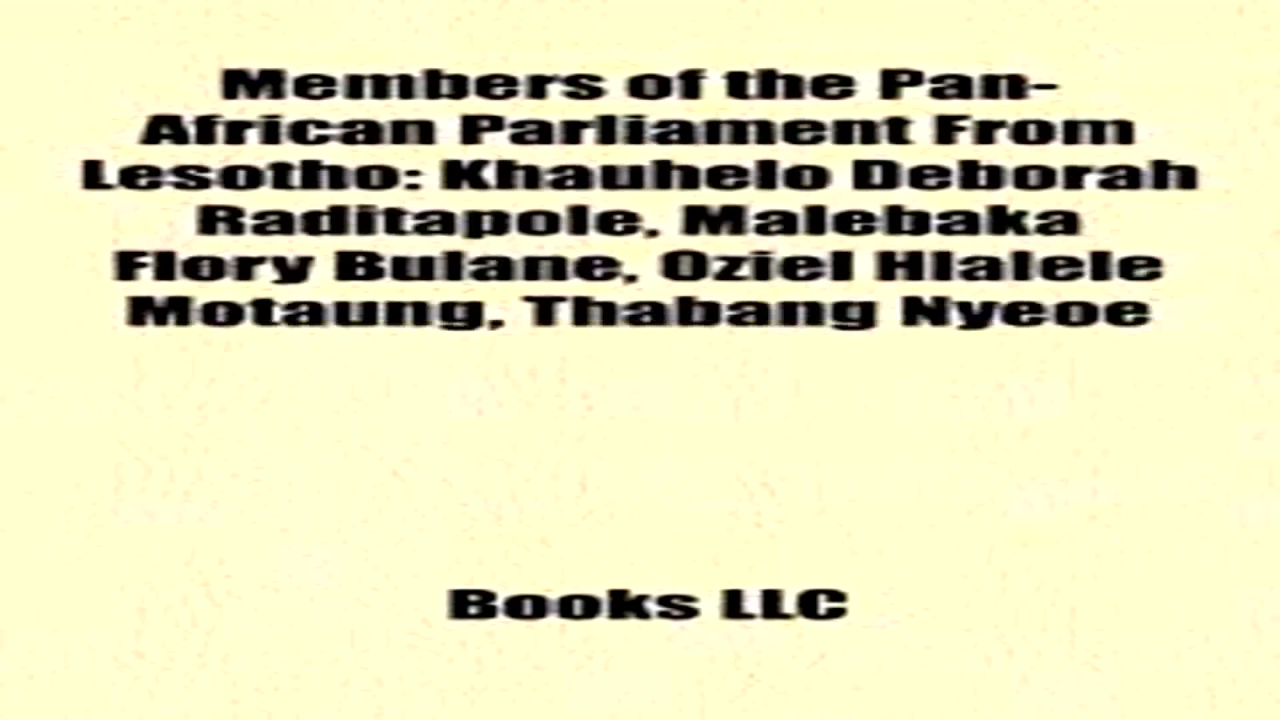 Members of the Pan-
African Parliament From
Lesotho: Khauhelo Deborah
Raditapole, Malebaka
Flory Bulane, Oziel Hlalele
Motaung, Thabang Nyeoe
Books LLC